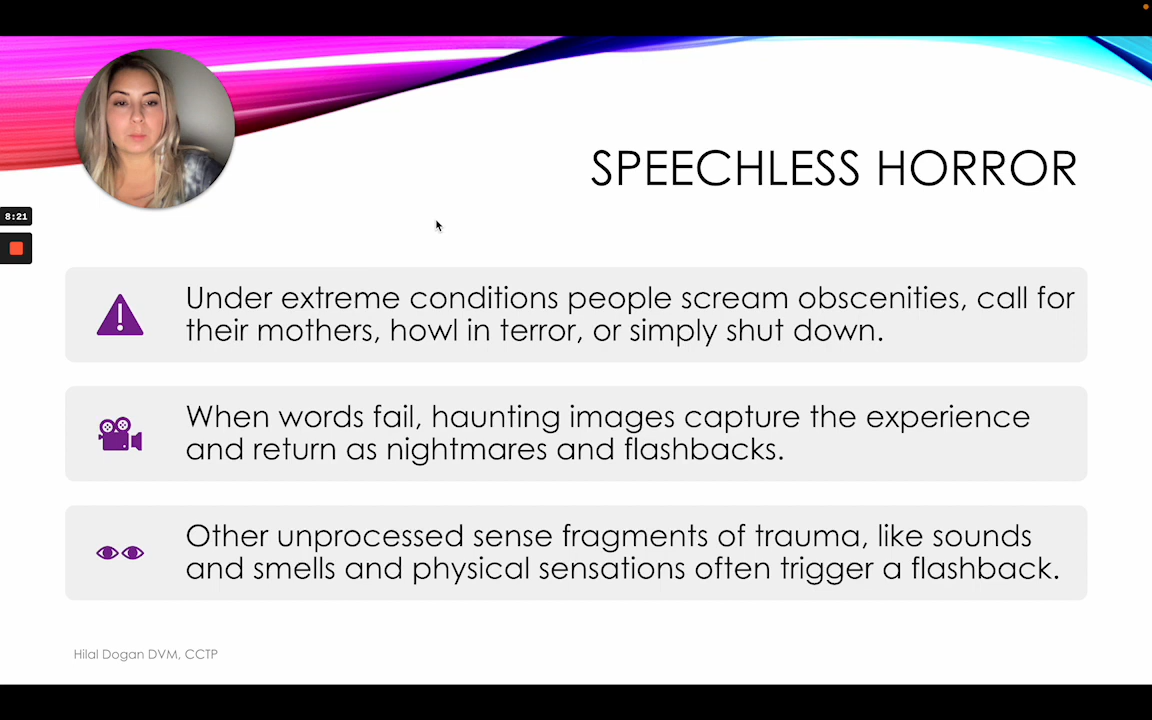 SPEECHLESS HORROR
8:21
Under extreme conditions people scream obscenities, call for
their mothers, howl in terror, or simply shut down.
When words fail, haunting images capture the experience
and return as nightmares and flashbacks.
Other unprocessed sense fragments of trauma, like sounds
and smells and physical sensations often trigger a flashback.
Hilal Dogan DVM, CCTP